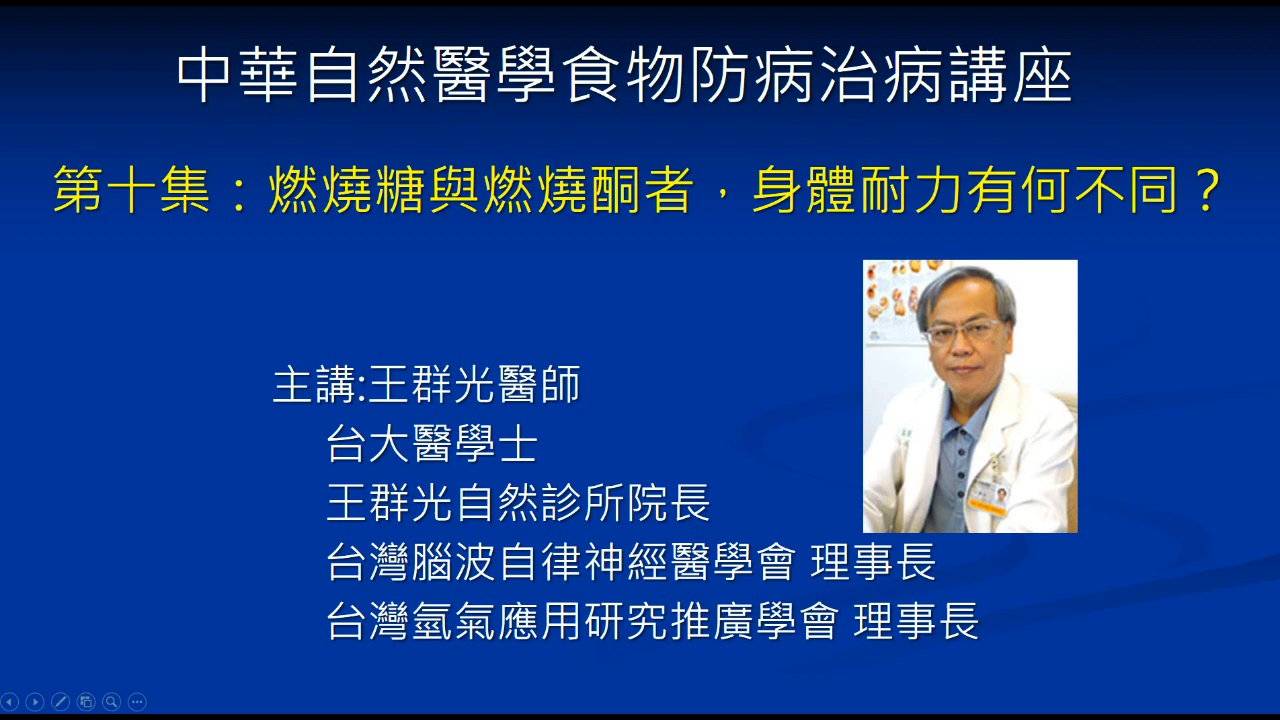 中華自然醫學食物防病治病講座
第十集：燃燒糖與燃燒酮者，身體耐力有何不同？
主講:王群光醫師
台大醫學士
王群光自然診所院長
台灣腦波自律神經醫學會 理事長
台灣氫氣應用研究推廣學會 理事長